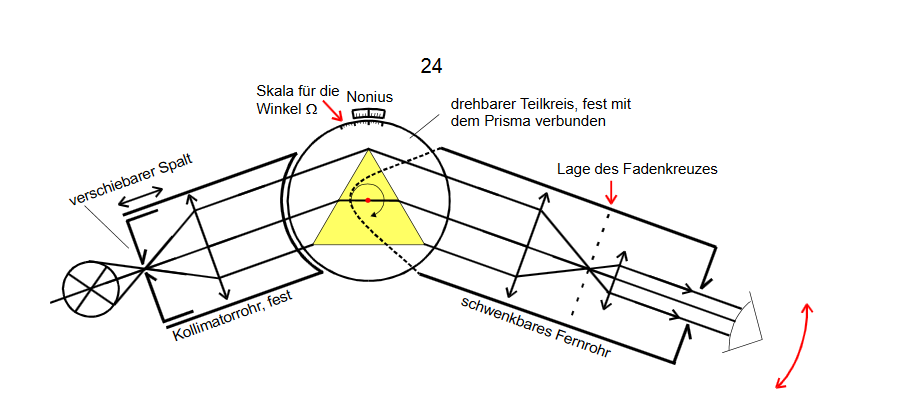 24
Skala für die
Winkel Ω
Nonius
drehbarer Teilkreis, fest mit
dem Prisma verbunden
verschiebarer Spalt
Lage des Fadenkreuzes
Kollimatorrohr, fest
schwenkbares Fernrohr